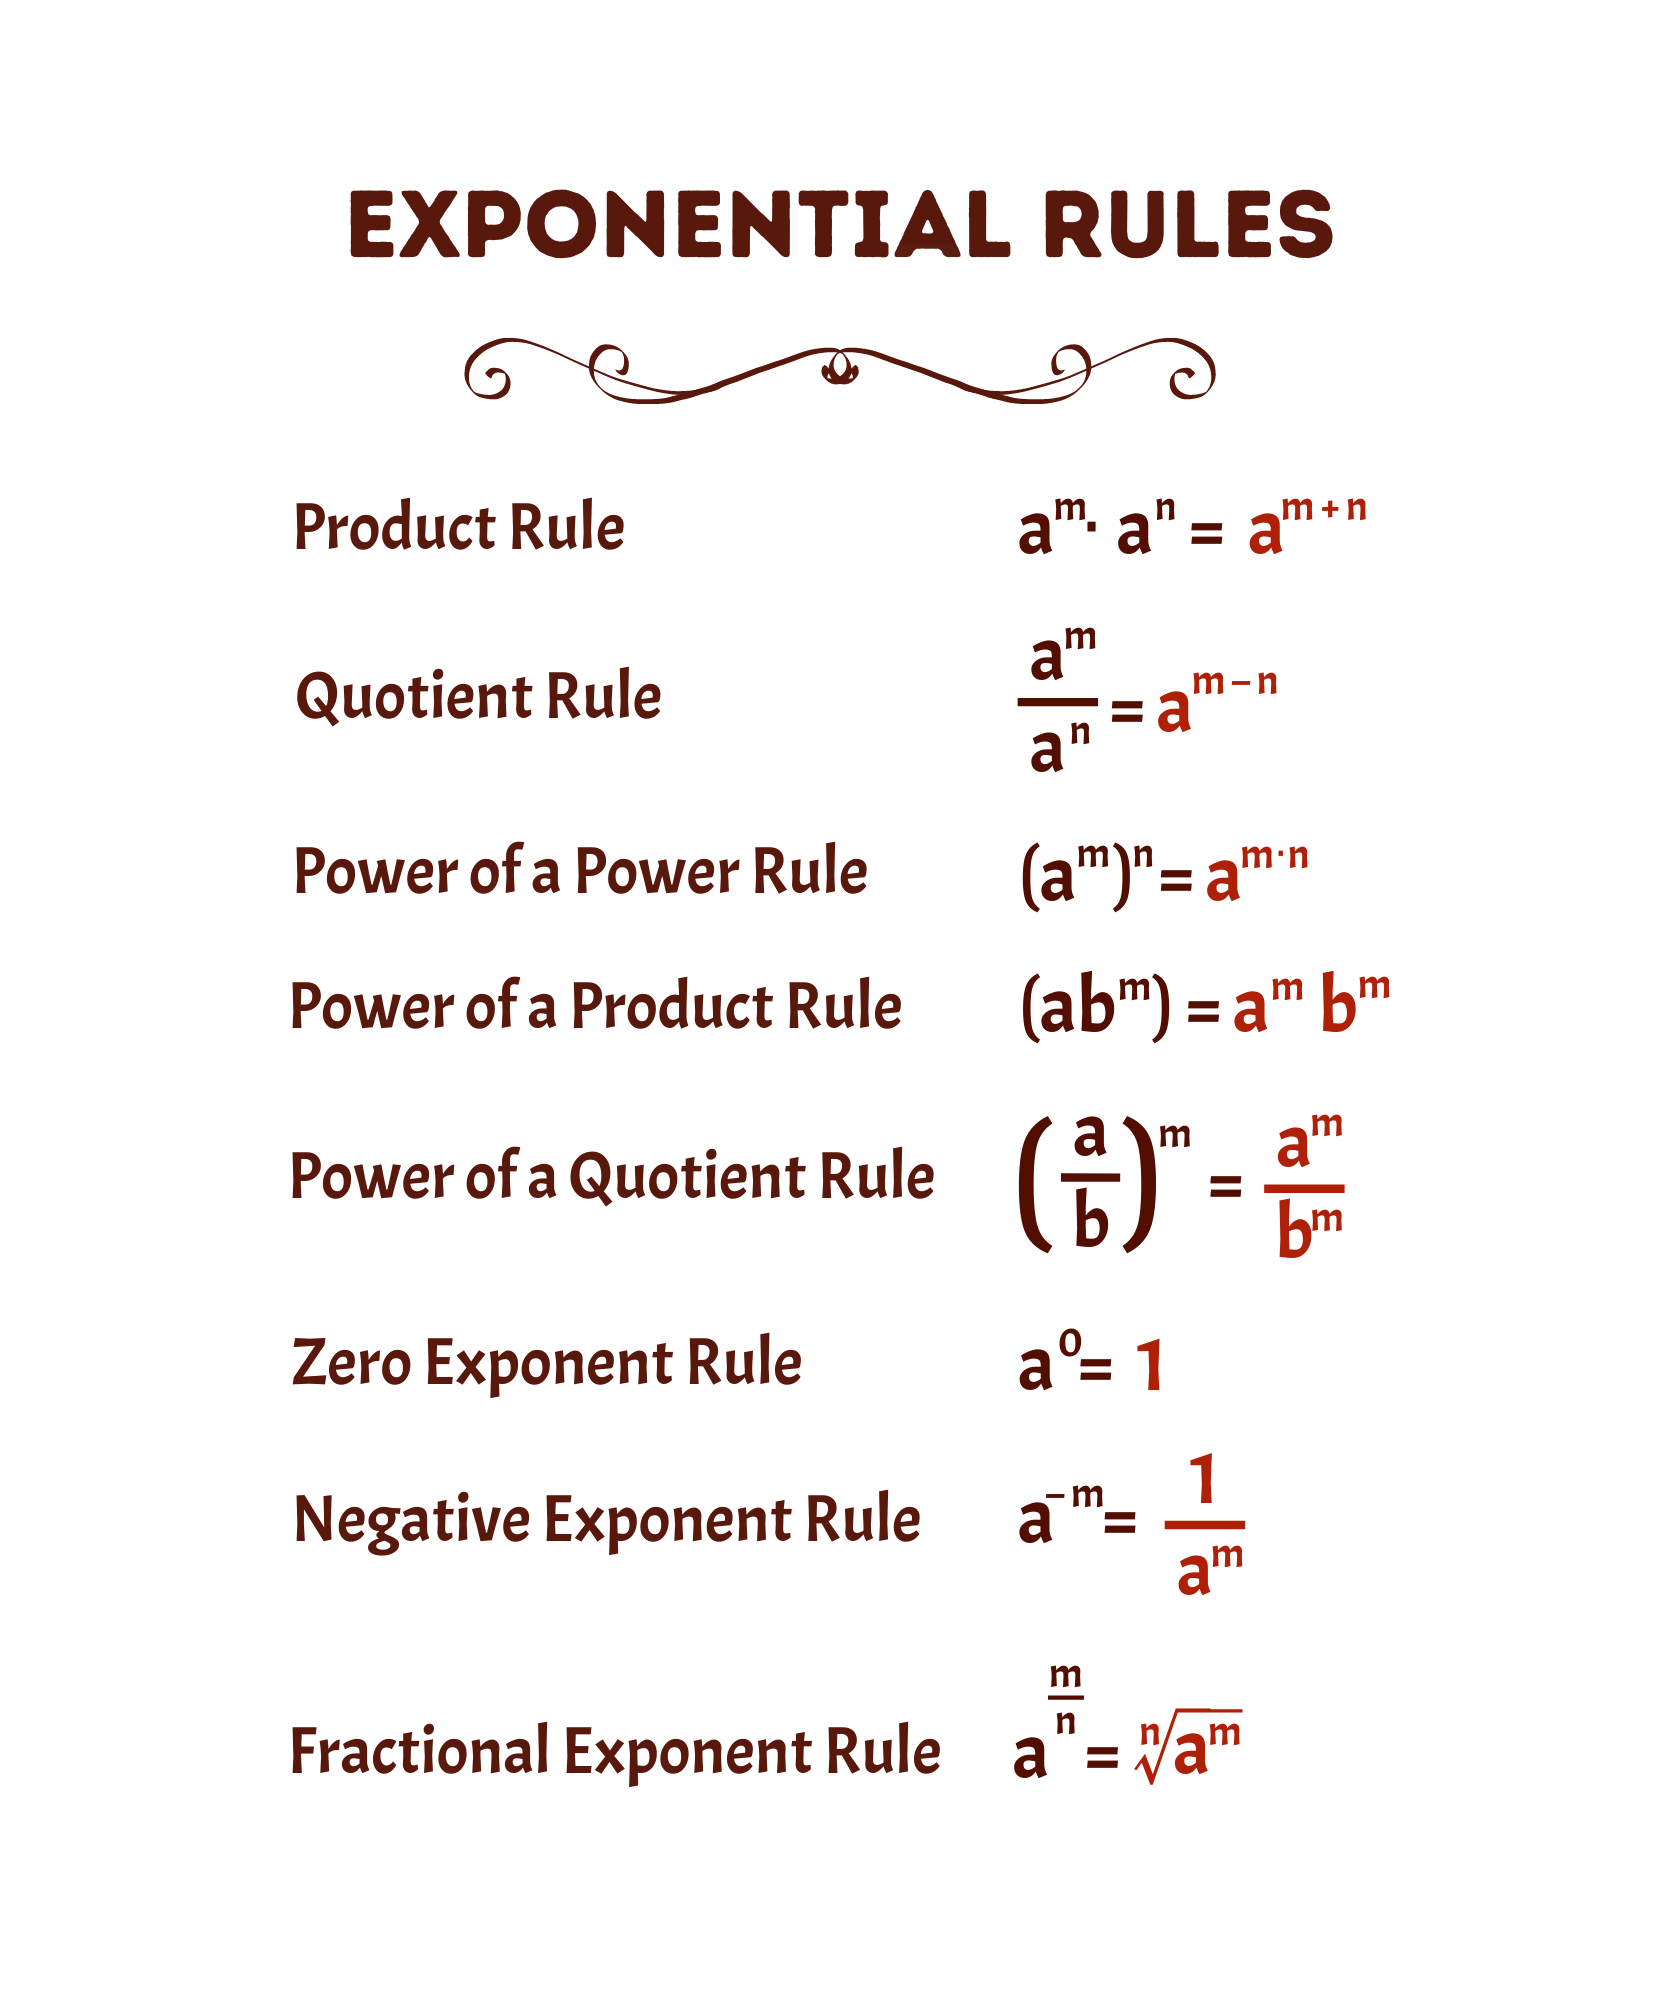 EXPONENTIAL RULES
Product Rule aᵐ· aⁿ = aᵐ⁺ⁿ
Quotient Rule aᵐ/aⁿ = aᵐ⁻ⁿ
Power of a Power Rule (aᵐ)ⁿ = aᵐ·ⁿ
Power of a Product Rule (abᵐ) = aᵐ bᵐ
Power of a Quotient Rule (a/b)ᵐ = aᵐ/bᵐ
Zero Exponent Rule a⁰ = 1
Negative Exponent Rule a⁻ᵐ = 1/aᵐ
Fractional Exponent Rule a^(m/n) = ⁿ√aᵐ